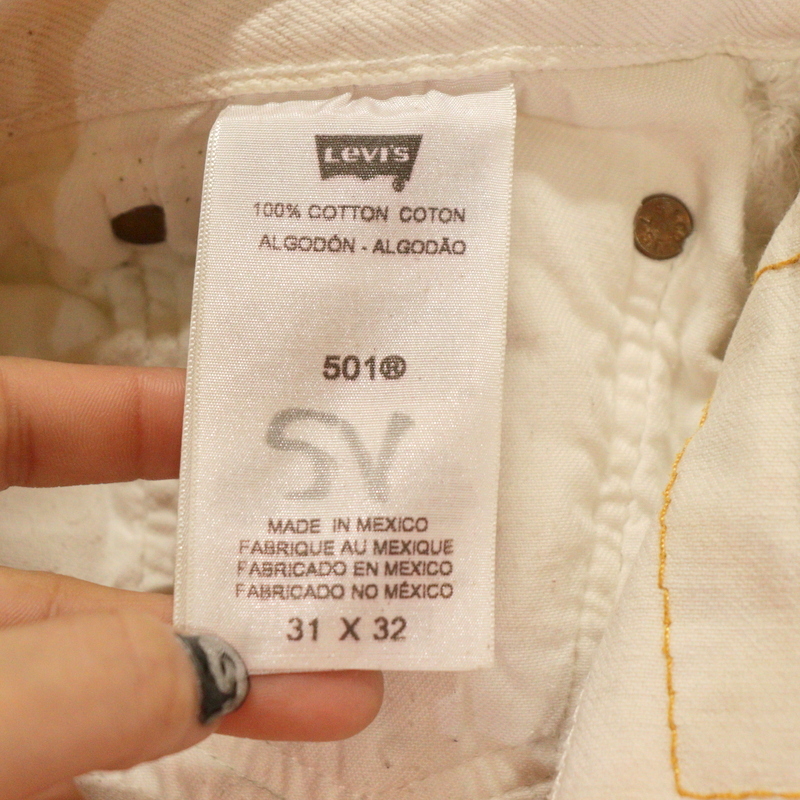 Levi's
100% COTTON COTON
ALGODÓN - ALGODÃO
501®
SV
MADE IN MEXICO
FABRIQUE AU MEXIQUE
FABRICADO EN MEXICO
FABRICADO NO MÉXICO
31 X 32